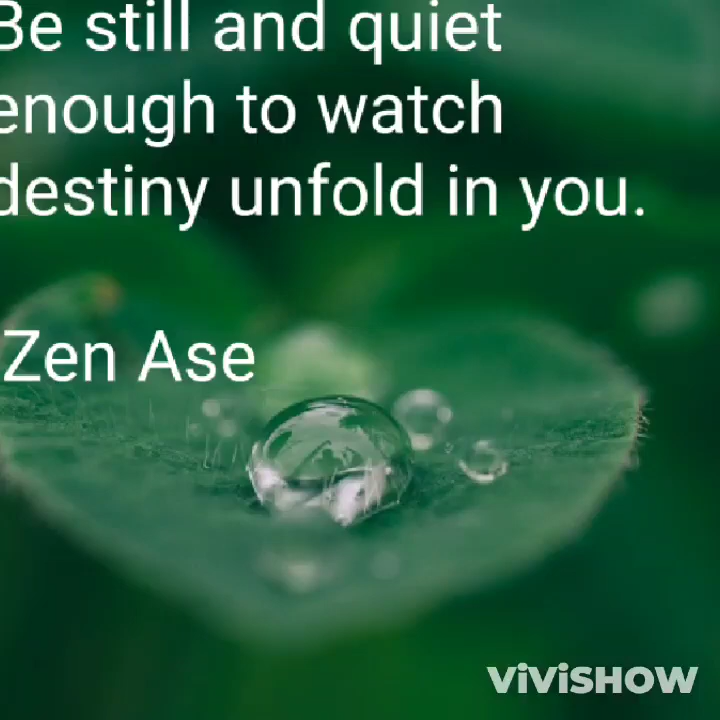 Be still and quiet
enough to watch
destiny unfold in you.
Zen Ase
ViViSHOW